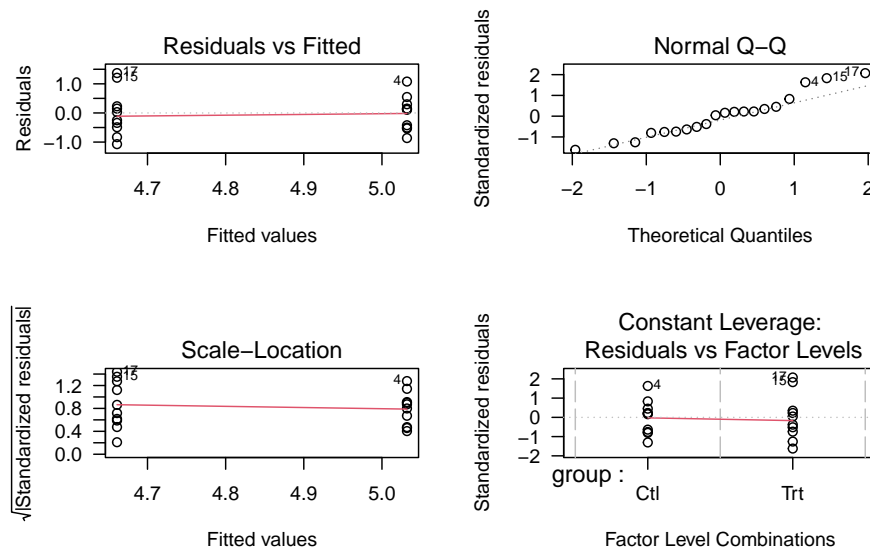 Residuals vs Fitted
Residuals
1.0
0.0
−1.0
17
15
4
4.7 4.8 4.9 5.0
Fitted values
Normal Q−Q
Standardized residuals
2
1
0
−1
4 15 17
−2 −1 0 1 2
Theoretical Quantiles
Scale−Location
√|Standardized residuals|
1.2
0.8
0.4
0.0
17
15
4
4.7 4.8 4.9 5.0
Fitted values
Constant Leverage:
Residuals vs Factor Levels
Standardized residuals
2
1
0
−1
−2
4
17
15
group :
Ctl Trt
Factor Level Combinations